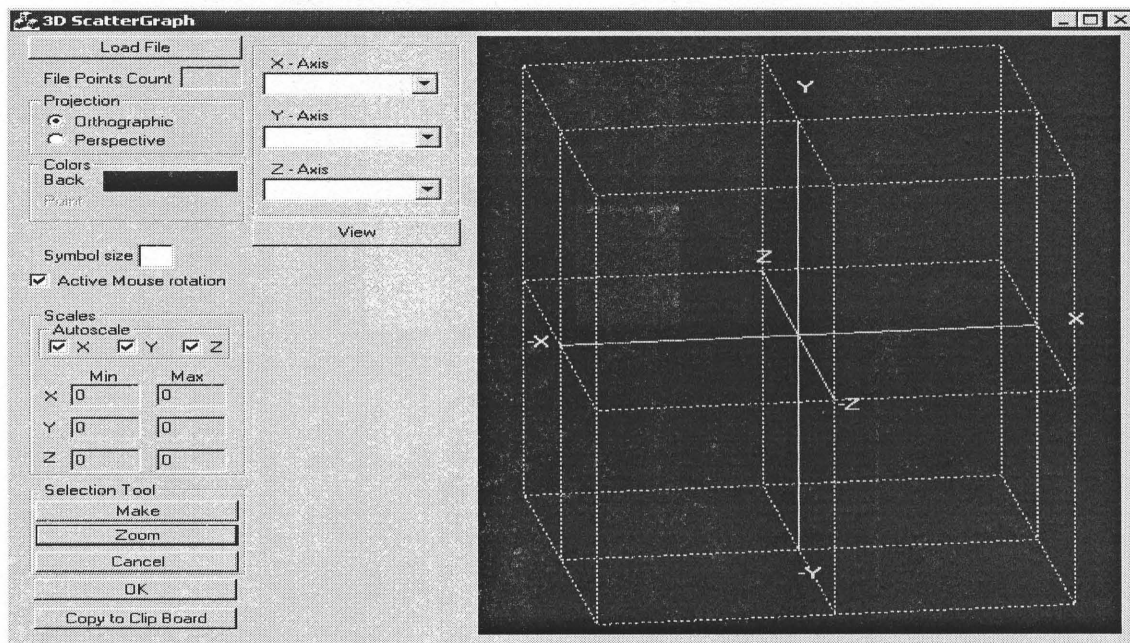 3D ScatterGraph
Load File
File Points Count
Projection
Orthographic
Perspective
Colors
Back
Point
Symbol size
Active Mouse rotation
Scales
Autoscale
X Y Z
Min Max
X 0 0
Y 0 0
Z 0 0
Selection Tool
Make
Zoom
Cancel
OK
Copy to Clip Board
X - Axis
Y - Axis
Z - Axis
View
Y
Z
-X
X
-Z
-Y